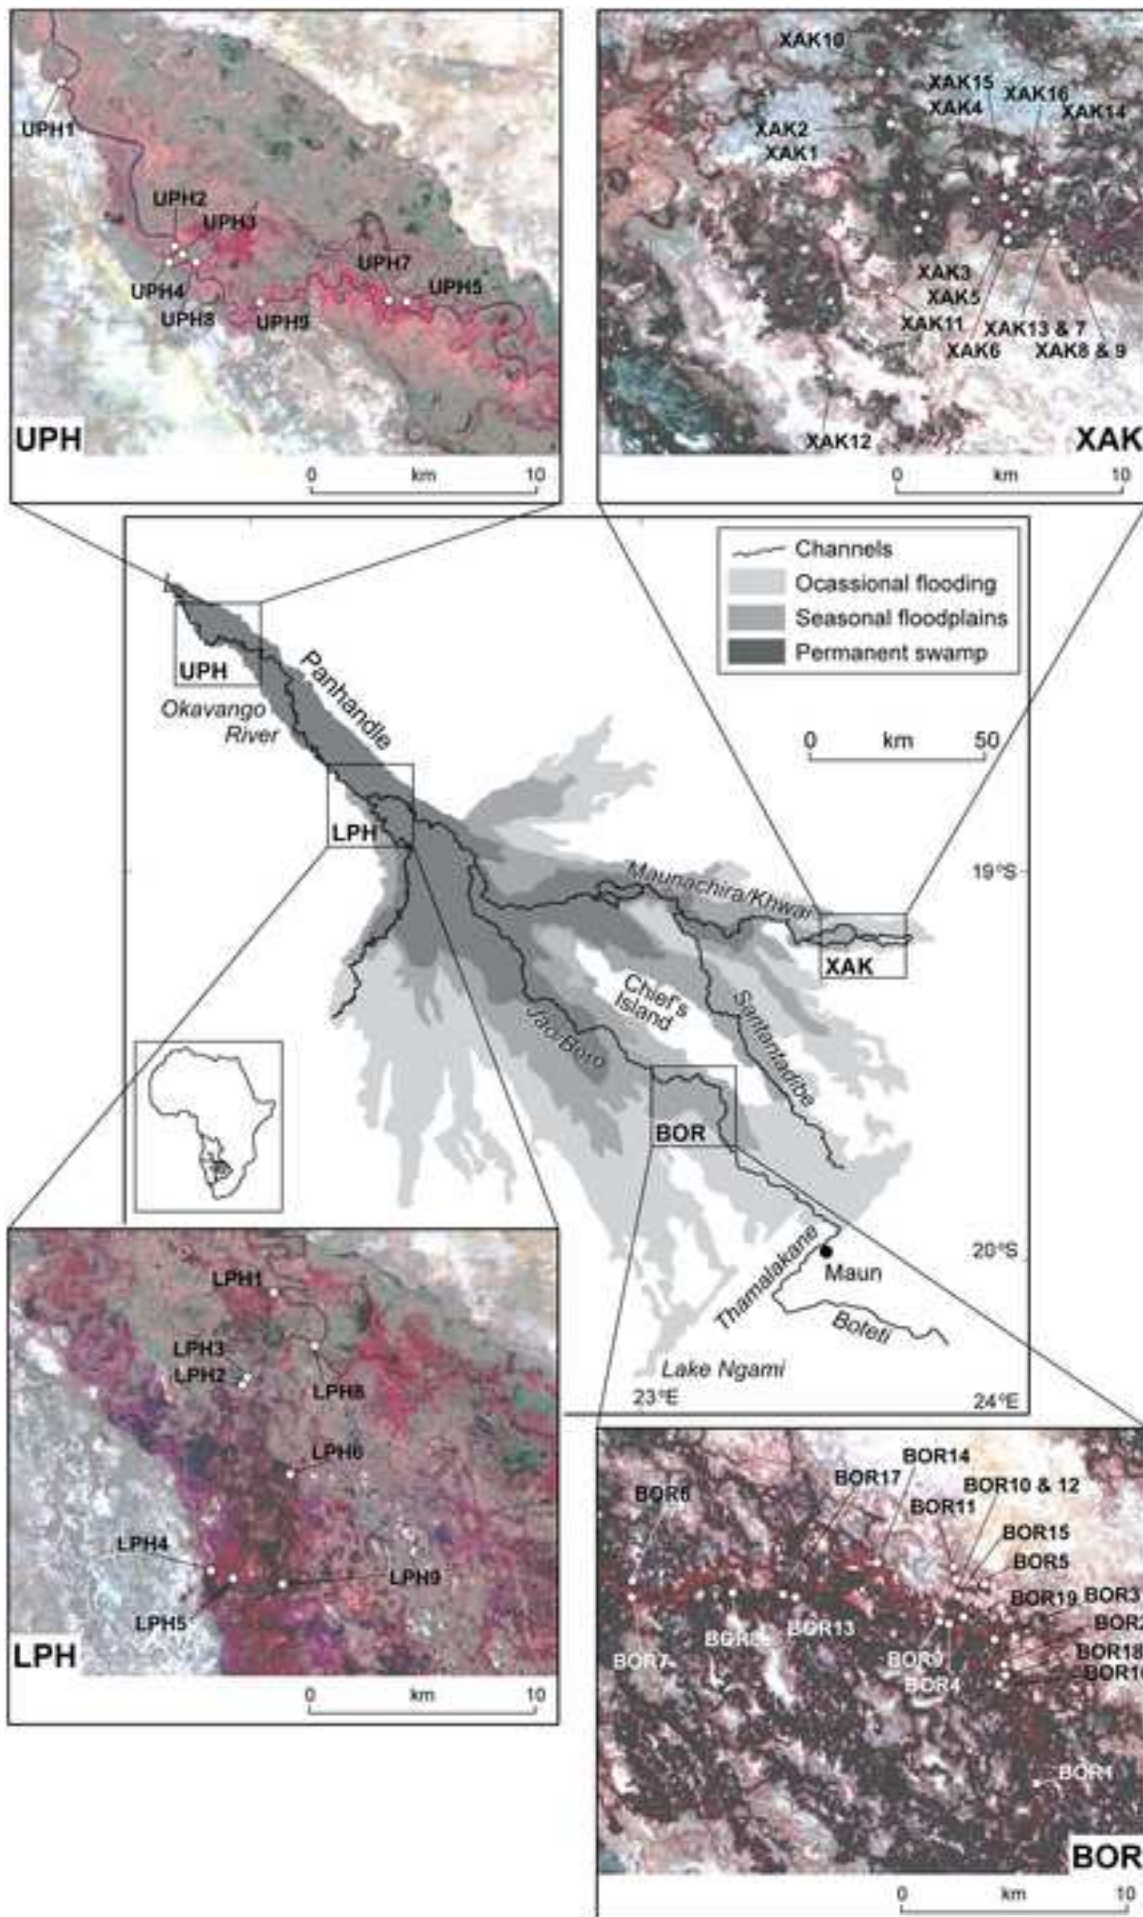 UPH1
UPH2
UPH3
UPH4
UPH8
UPH7
UPH5
UPH9
UPH
0 km 10
XAK10
XAK15
XAK4
XAK16
XAK14
XAK2
XAK1
XAK3
XAK5
XAK11
XAK6
XAK13 & 7
XAK8 & 9
XAK12
XAK
0 km 10
Channels
Ocassional flooding
Seasonal floodplains
Permanent swamp
0 km 50
UPH
Okavango
River
Panhandle
LPH
Maunachira/Khwai
19°S
XAK
Chief's
Island
Santantadibe
Jao/Boro
BOR
20°S
Thamalakane
Maun
Boteti
Lake Ngami
23°E
24°E
LPH1
LPH3
LPH2
LPH8
LPH6
LPH4
LPH9
LPH5
LPH
0 km 10
BOR14
BOR17
BOR10 & 12
BOR6
BOR11
BOR15
BOR5
BOR19
BOR3
BOR2
BOR13
BOR7
BOR9
BOR18
BOR4
BOR16
BOR1
BOR
0 km 10